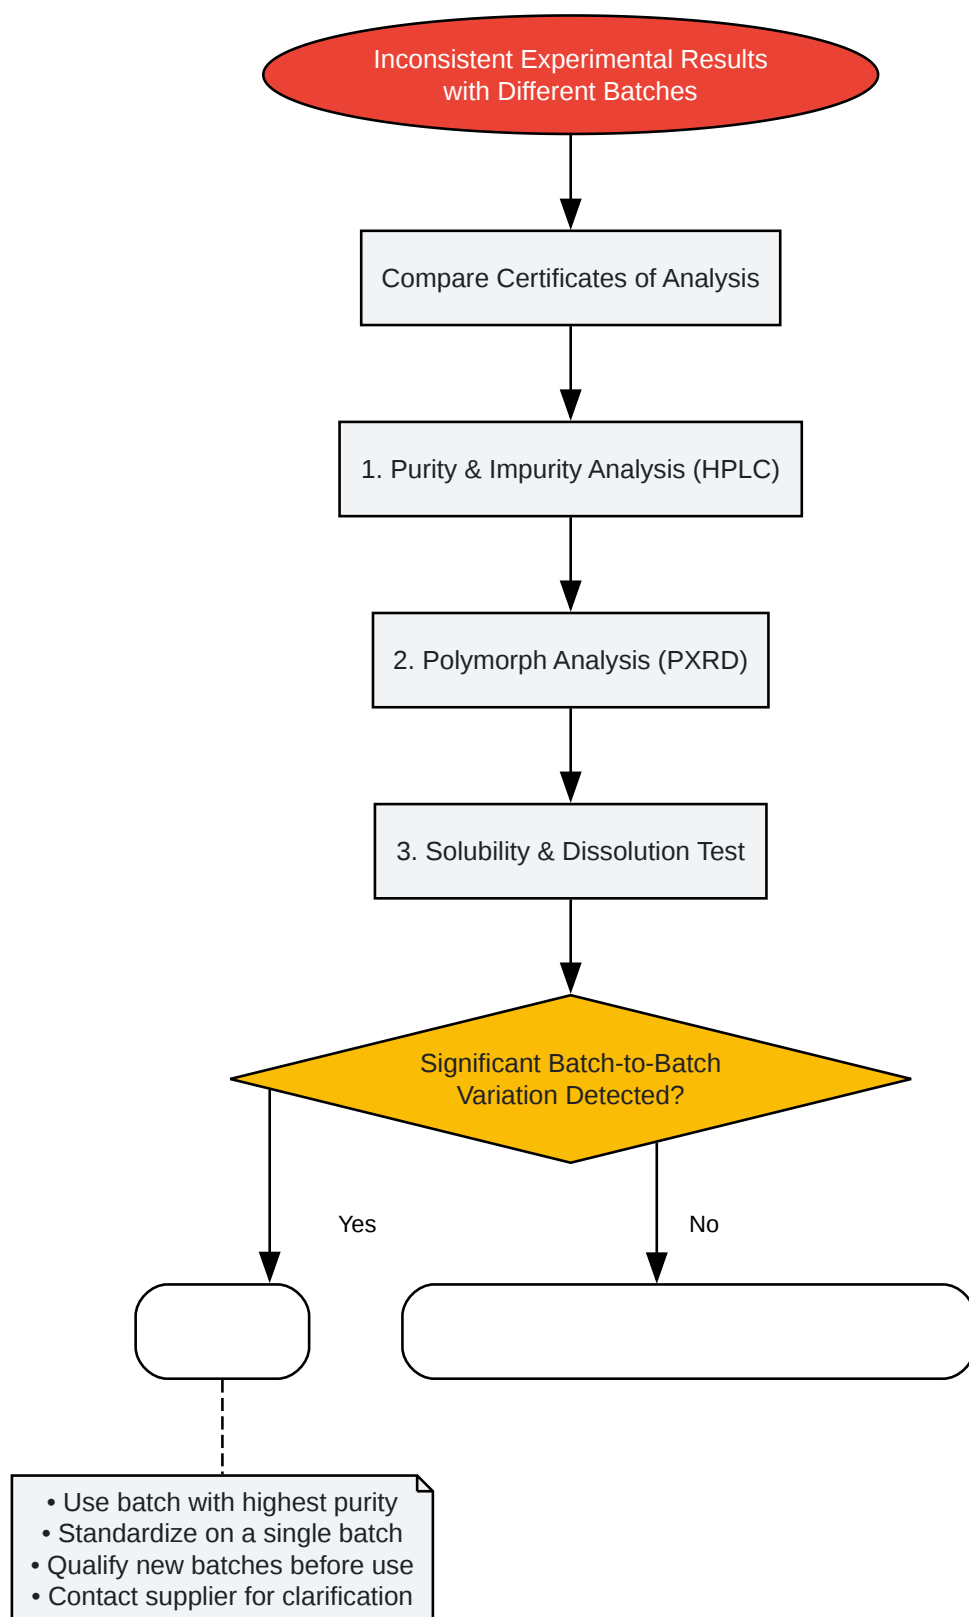 Inconsistent Experimental Results
with Different Batches
Compare Certificates of Analysis
1. Purity & Impurity Analysis (HPLC)
2. Polymorph Analysis (PXRD)
3. Solubility & Dissolution Test
Significant Batch-to-Batch
Variation Detected?
Yes
No
• Use batch with highest purity
• Standardize on a single batch
• Qualify new batches before use
• Contact supplier for clarification